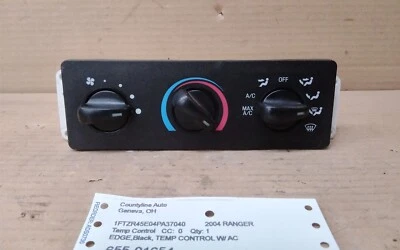 OFF
A/C
MAX
A/C
Countyline Auto
Geneva, OH
1FTZR45E04PA37040 2004 RANGER
Temp Control CC: 0 Qty: 1
EDGE,Black, TEMP CONTROL W/ AC